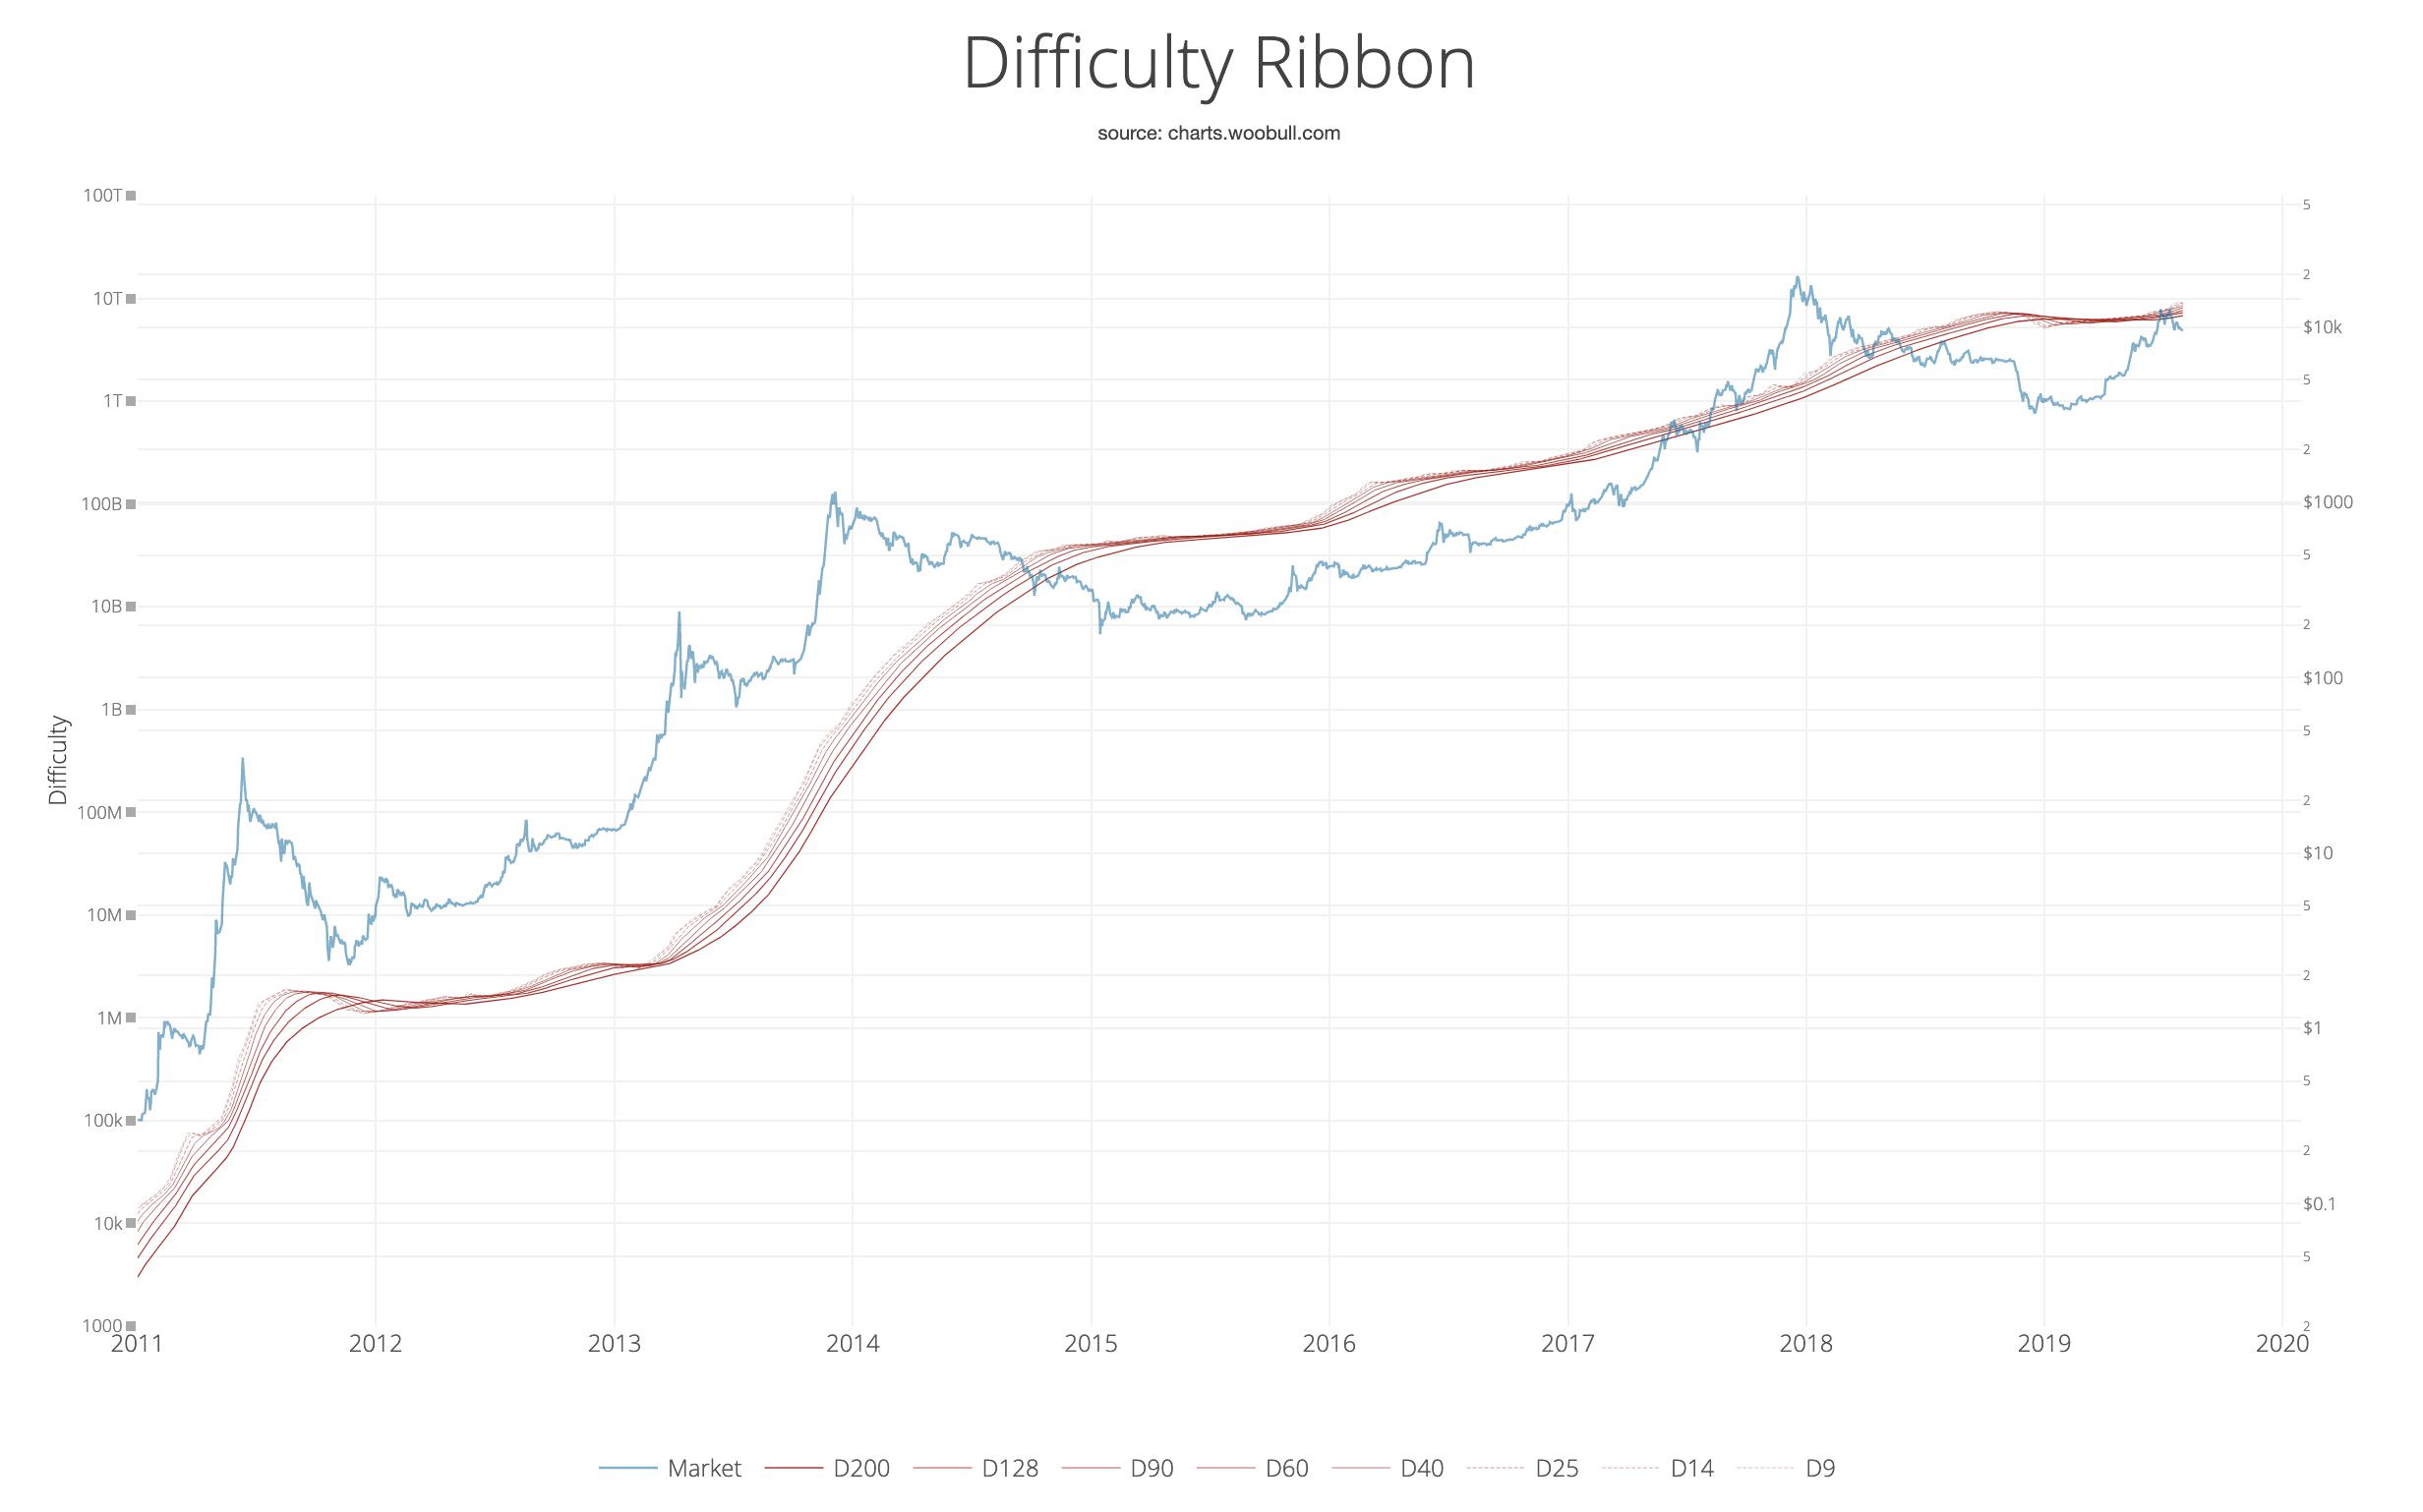 Difficulty Ribbon
source: charts.woobull.com
Difficulty
100T
10T
1T
100B
10B
1B
100M
10M
1M
100k
10k
1000
5
2
$10k
5
2
$1000
5
2
$100
5
2
$10
5
2
$1
5
2
$0.1
5
2
2011 2012 2013 2014 2015 2016 2017 2018 2019 2020
Market D200 D128 D90 D60 D40 D25 D14 D9